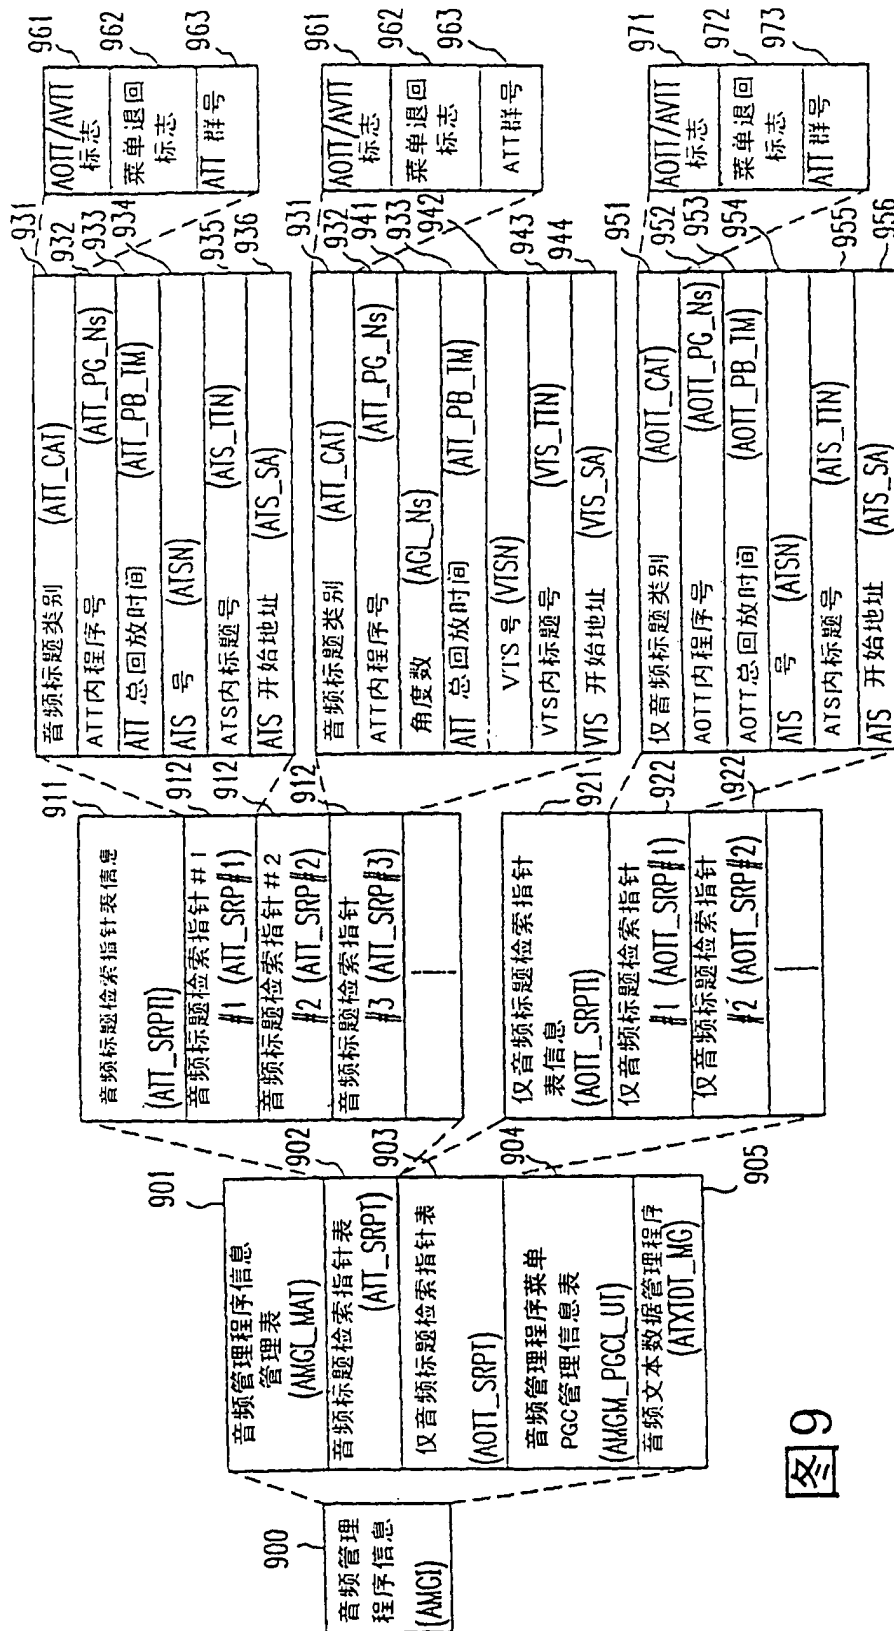 900
音频管理
程序信息
(AMGI)
901
音频管理程序信息
管理表
(AMGI_MAT)
902
音频标题检索指针表
(ATT_SRPT)
903
仅音频标题检索指针表
(AOTT_SRPT)
904
音频管理程序菜单
PGC管理信息表
(AMGM_PGCI_UT)
905
音频文本数据管理程序
(ATXTDT_MG)
911
音频标题检索指针表信息
(ATT_SRPTI)
912
音频标题检索指针#1
#1 (ATT_SRP#1)
912
音频标题检索指针#2
#2 (ATT_SRP#2)
912
音频标题检索指针
#3 (ATT_SRP#3)
921
仅音频标题检索指针
表信息
(AOTT_SRPTI)
922
仅音频标题检索指针
#1 (AOTT_SRP#1)
922
仅音频标题检索指针
#2 (AOTT_SRP#2)
931
音频标题类别 (ATT_CAT)
932
ATT内程序号 (ATT_PG_Ns)
933
ATT 总回放时间 (ATT_PB_TM)
934
ATS 号 (ATSN)
935
ATS内标题号 (ATS_TTN)
936
ATS 开始地址 (ATS_SA)
931
音频标题类别 (ATT_CAT)
932
ATT内程序号 (ATT_PG_Ns)
941
角度数 (AGL_Ns)
933
ATT 总回放时间 (ATT_PB_TM)
942
VTS 号 (VTSN)
943
VTS内标题号 (VTS_TTN)
944
VTS 开始地址 (VTS_SA)
951
仅音频标题类别 (AOTT_CAT)
952
AOTT内程序号 (AOTT_PG_Ns)
953
AOTT总回放时间 (AOTT_PB_TM)
954
ATS 号 (ATSN)
955
ATS内标题号 (ATS_TTN)
956
ATS 开始地址 (ATS_SA)
961
AOTT/AVTT
标志
962
菜单退回
标志
963
ATT 群号
961
AOTT/AVTT
标志
962
菜单退回
标志
963
ATT群号
971
AOTT/AVTT
标志
972
菜单退回
标志
973
ATT 群号
图9